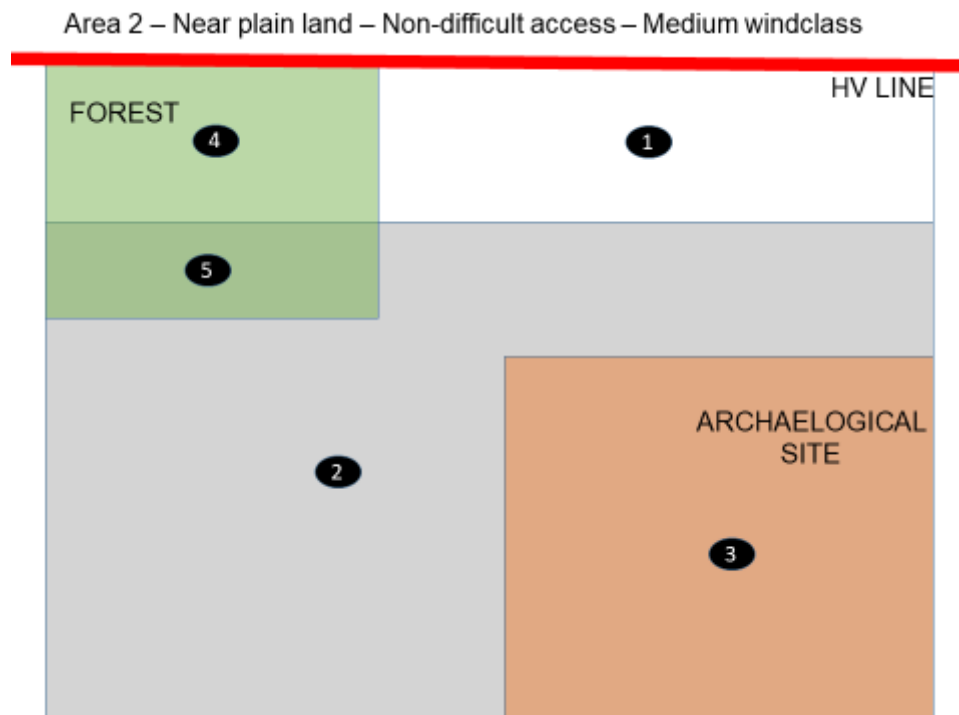 Area 2 – Near plain land – Non-difficult access – Medium windclass
HV LINE
FOREST
4
1
5
ARCHAELOGICAL
SITE
2
3